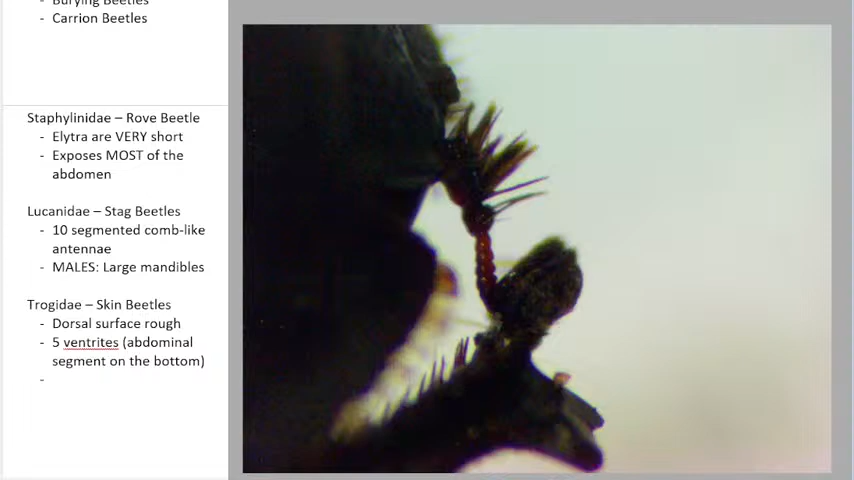 Burying Beetles
- Carrion Beetles
Staphylinidae – Rove Beetle
- Elytra are VERY short
- Exposes MOST of the
abdomen
Lucanidae – Stag Beetles
- 10 segmented comb-like
antennae
- MALES: Large mandibles
Trogidae – Skin Beetles
- Dorsal surface rough
- 5 ventrites (abdominal
segment on the bottom)
-